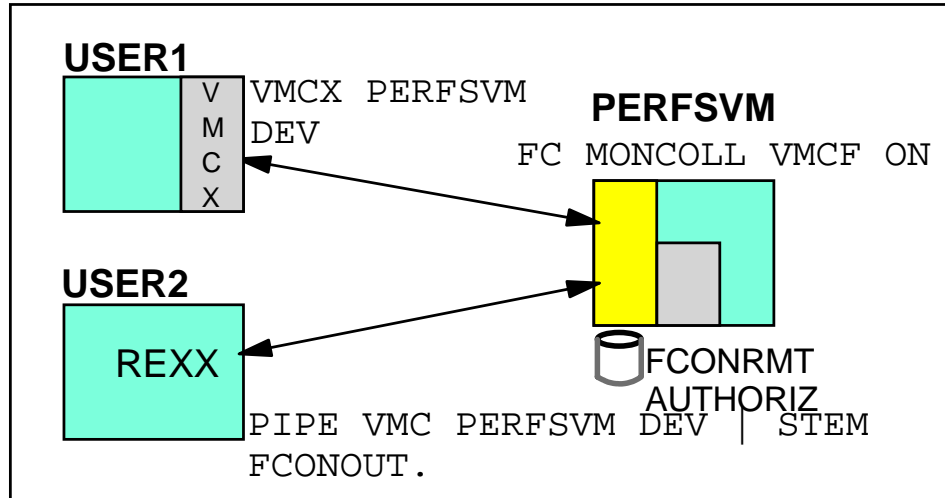 USER1
V
M
C
X
VMCX PERFSVM
DEV
PERFSVM
FC MONCOLL VMCF ON
USER2
REXX
FCONRMT
AUTHORIZ
PIPE VMC PERFSVM DEV | STEM
FCONOUT.